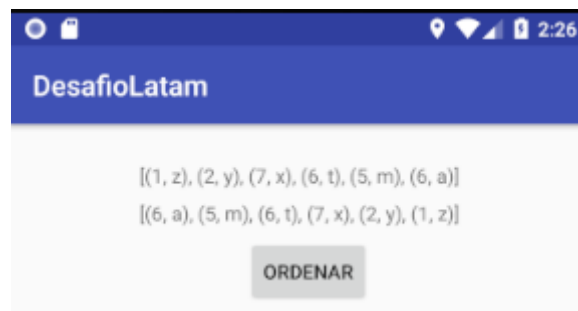 2:26
DesafioLatam
[(1, z), (2, y), (7, x), (6, t), (5, m), (6, a)]
[(6, a), (5, m), (6, t), (7, x), (2, y), (1, z)]
ORDENAR